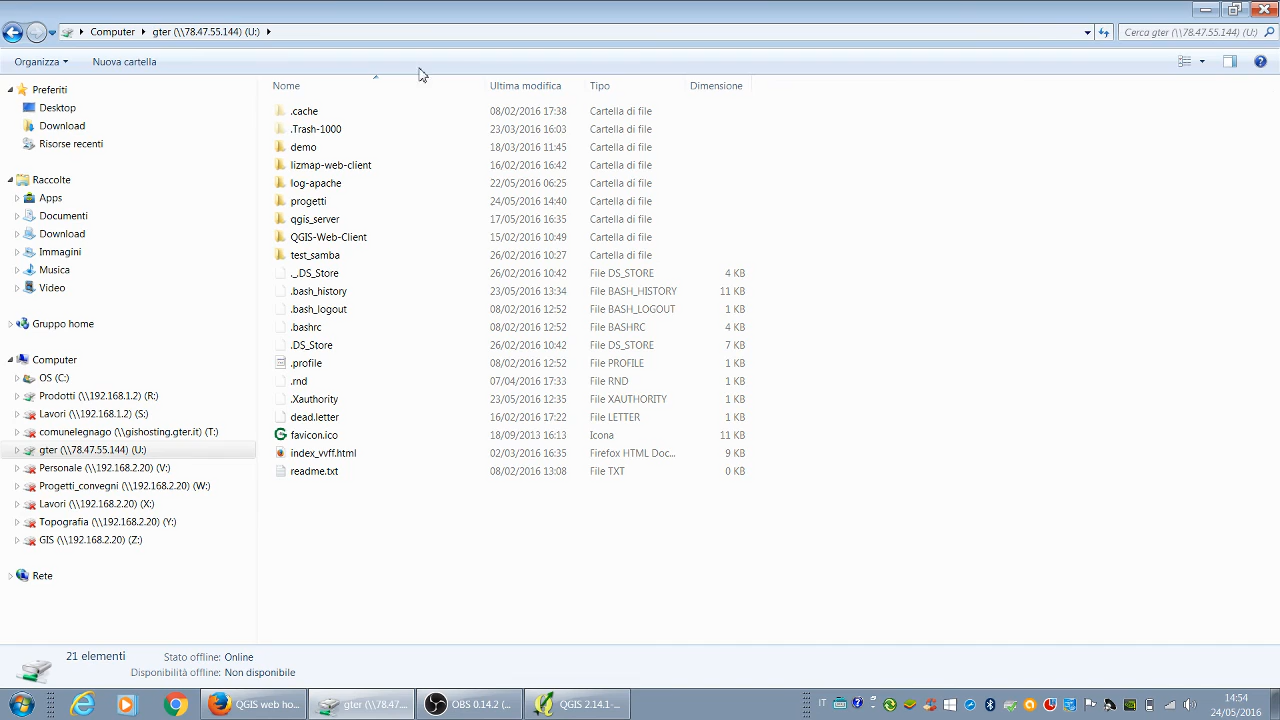 Computer gter (\\78.47.55.144) (U:) Cerca gter (\\78.47.55.144) (U:)
Organizza Nuova cartella
Nome Ultima modifica Tipo Dimensione
Preferiti
Desktop
Download
Risorse recenti
Raccolte
Apps
Documenti
Download
Immagini
Musica
Video
Gruppo home
Computer
OS (C:)
Prodotti (\\192.168.1.2) (R:)
Lavori (\\192.168.1.2) (S:)
comunelegnago (\\gishosting.gter.it) (T:)
gter (\\78.47.55.144) (U:)
Personale (\\192.168.2.20) (V:)
Progetti_convegni (\\192.168.2.20) (W:)
Lavori (\\192.168.2.20) (X:)
Topografia (\\192.168.2.20) (Y:)
GIS (\\192.168.2.20) (Z:)
Rete
.cache 08/02/2016 17:38 Cartella di file
.Trash-1000 23/03/2016 16:03 Cartella di file
demo 18/03/2016 11:45 Cartella di file
lizmap-web-client 16/02/2016 16:42 Cartella di file
log-apache 22/05/2016 06:25 Cartella di file
progetti 24/05/2016 14:40 Cartella di file
qgis_server 17/05/2016 16:35 Cartella di file
QGIS-Web-Client 15/02/2016 10:49 Cartella di file
test_samba 26/02/2016 10:27 Cartella di file
._.DS_Store 26/02/2016 10:42 File DS_STORE 4 KB
.bash_history 23/05/2016 13:34 File BASH_HISTORY 11 KB
.bash_logout 08/02/2016 12:52 File BASH_LOGOUT 1 KB
.bashrc 08/02/2016 12:52 File BASHRC 4 KB
.DS_Store 26/02/2016 10:42 File DS_STORE 7 KB
.profile 08/02/2016 12:52 File PROFILE 1 KB
.rnd 07/04/2016 17:33 File RND 1 KB
.Xauthority 23/05/2016 12:35 File XAUTHORITY 1 KB
dead.letter 16/02/2016 17:22 File LETTER 1 KB
favicon.ico 18/09/2013 16:13 Icona 11 KB
index_vvff.html 02/03/2016 16:35 Firefox HTML Doc... 9 KB
readme.txt 08/02/2016 13:08 File TXT 0 KB
21 elementi Stato offline: Online
Disponibilità offline: Non disponibile
QGIS web ho... gter (\\78.47.... OBS 0.14.2 (... QGIS 2.14.1-... IT 14:54
24/05/2016